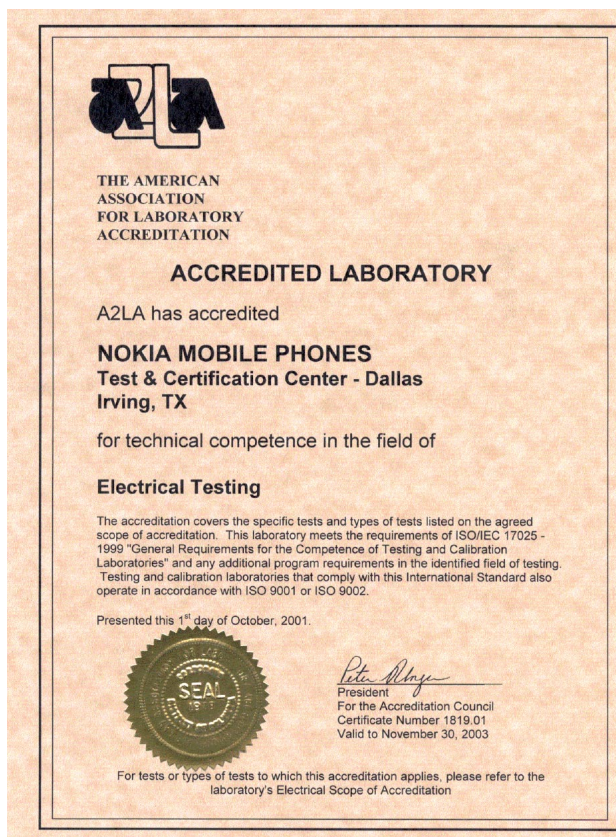 A2LA
THE AMERICAN
ASSOCIATION
FOR LABORATORY
ACCREDITATION
ACCREDITED LABORATORY
A2LA has accredited
NOKIA MOBILE PHONES
Test & Certification Center - Dallas
Irving, TX
for technical competence in the field of
Electrical Testing
The accreditation covers the specific tests and types of tests listed on the agreed
scope of accreditation.  This laboratory meets the requirements of ISO/IEC 17025 -
1999 "General Requirements for the Competence of Testing and Calibration
Laboratories" and any additional program requirements in the identified field of testing.
Testing and calibration laboratories that comply with this International Standard also
operate in accordance with ISO 9001 or ISO 9002.
Presented this 1st day of October, 2001.
SEAL
Peter
President
For the Accreditation Council
Certificate Number 1819.01
Valid to November 30, 2003
For tests or types of tests to which this accreditation applies, please refer to the
laboratory's Electrical Scope of Accreditation